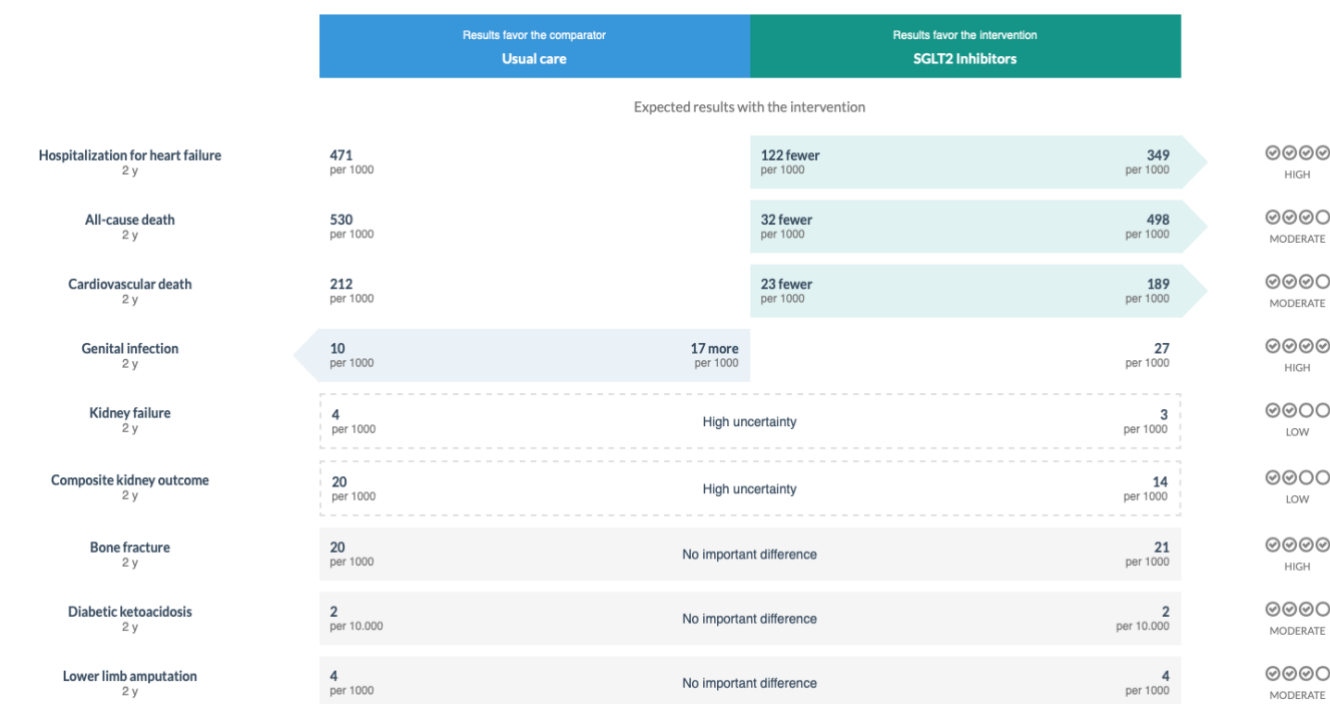 Results favor the comparator
Usual care
Results favor the intervention
SGLT2 Inhibitors
Expected results with the intervention
Hospitalization for heart failure
2 y
471
per 1000
122 fewer
per 1000
349
per 1000
HIGH
All-cause death
2 y
530
per 1000
32 fewer
per 1000
498
per 1000
MODERATE
Cardiovascular death
2 y
212
per 1000
23 fewer
per 1000
189
per 1000
MODERATE
Genital infection
2 y
10
per 1000
17 more
per 1000
27
per 1000
HIGH
Kidney failure
2 y
4
per 1000
High uncertainty
3
per 1000
LOW
Composite kidney outcome
2 y
20
per 1000
High uncertainty
14
per 1000
LOW
Bone fracture
2 y
20
per 1000
No important difference
21
per 1000
HIGH
Diabetic ketoacidosis
2 y
2
per 10.000
No important difference
2
per 10.000
MODERATE
Lower limb amputation
2 y
4
per 1000
No important difference
4
per 1000
MODERATE